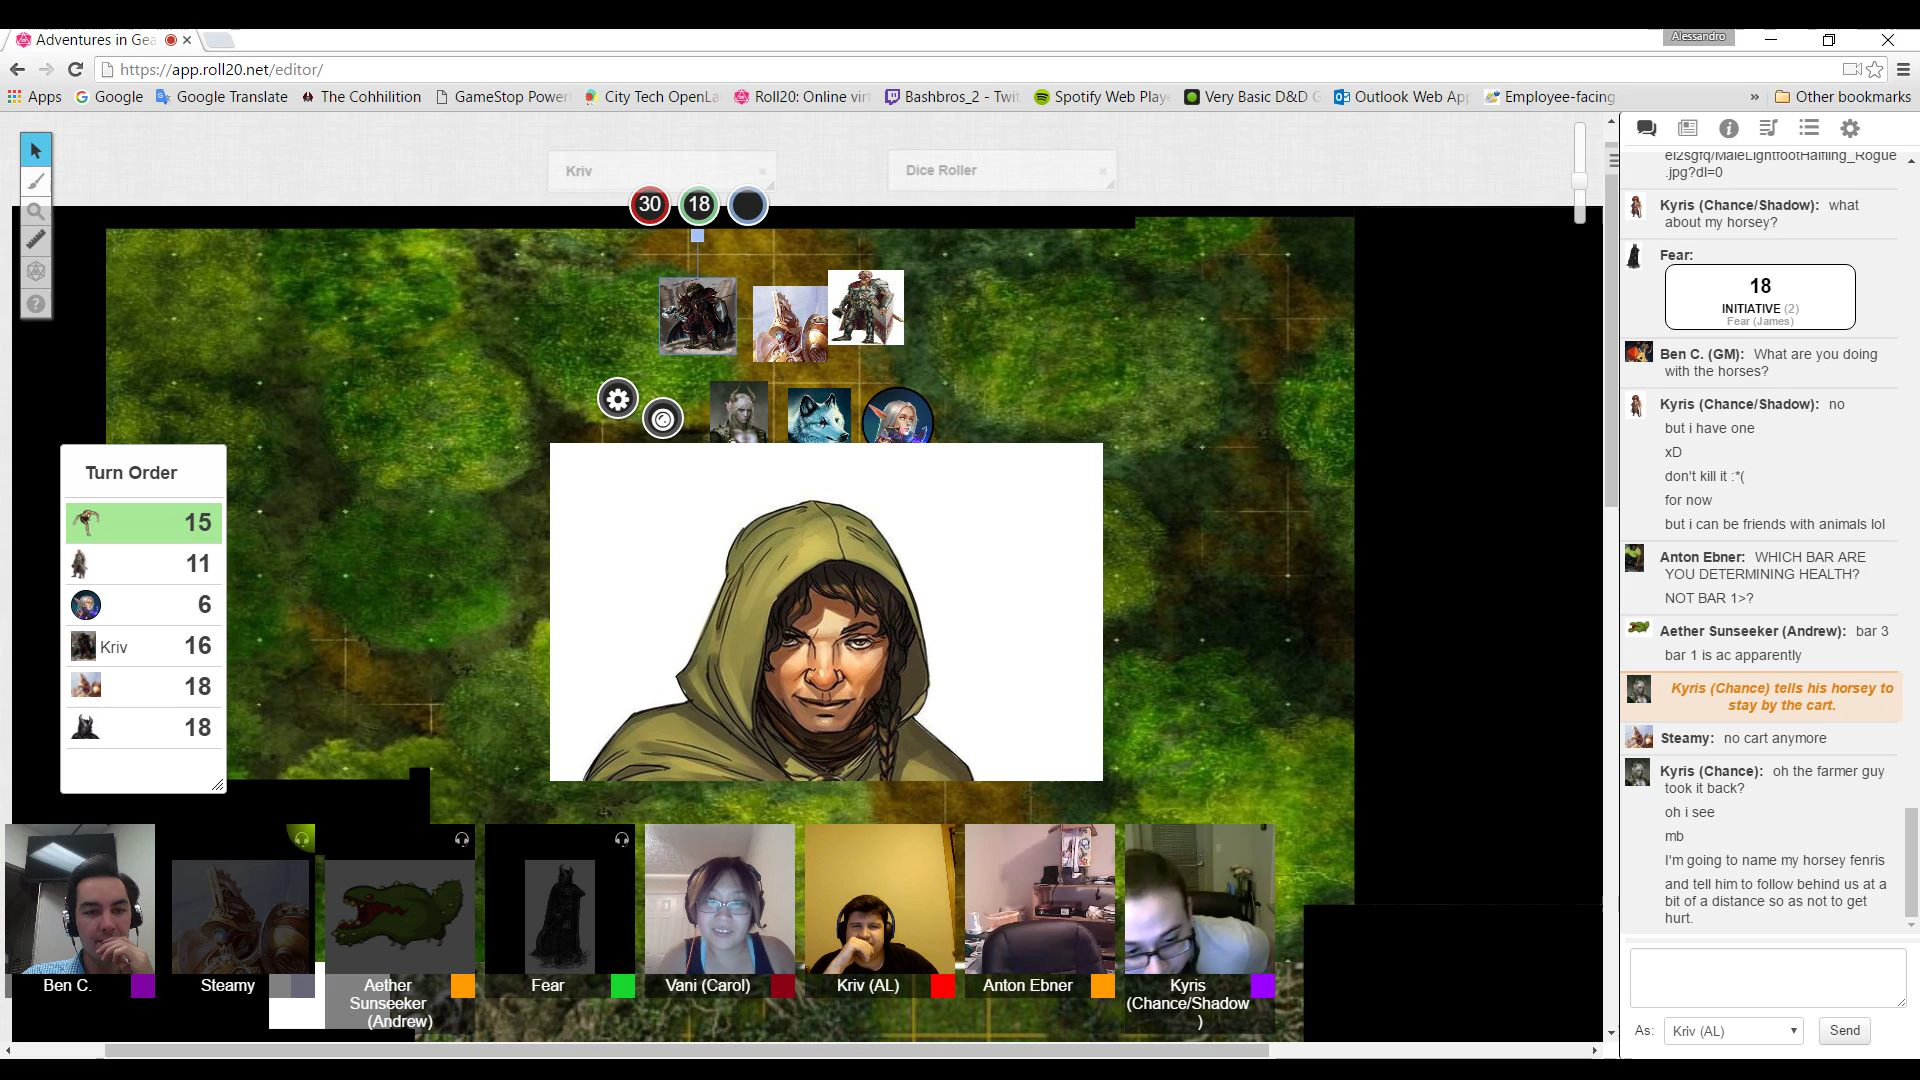 Adventures in Gea
Alessandro
https://app.roll20.net/editor/
Apps
Google
Google Translate
The Cohhilition
GameStop Power
City Tech OpenLa
Roll20: Online virt
Bashbros_2 - Twit
Spotify Web Playe
Very Basic D&D G
Outlook Web App
Employee-facing
»
Other bookmarks
Kriv
Dice Roller
30
18
Turn Order
15
11
6
Kriv 16
18
18
Ben C.
Steamy
Aether
Sunseeker
(Andrew)
Fear
Vani (Carol)
Kriv (AL)
Anton Ebner
Kyris
(Chance/Shadow
)
ei2sgfq/MaleLightfootHalfling_Rogue
.jpg?dl=0
Kyris (Chance/Shadow): what
about my horsey?
Fear:
18
INITIATIVE (2)
Fear (James)
Ben C. (GM): What are you doing
with the horses?
Kyris (Chance/Shadow): no
but i have one
xD
don't kill it :*(
for now
but i can be friends with animals lol
Anton Ebner: WHICH BAR ARE
YOU DETERMINING HEALTH?
NOT BAR 1>?
Aether Sunseeker (Andrew): bar 3
bar 1 is ac apparently
Kyris (Chance) tells his horsey to
stay by the cart.
Steamy: no cart anymore
Kyris (Chance): oh the farmer guy
took it back?
oh i see
mb
I'm going to name my horsey fenris
and tell him to follow behind us at a
bit of a distance so as not to get
hurt.
As:
Kriv (AL)
Send